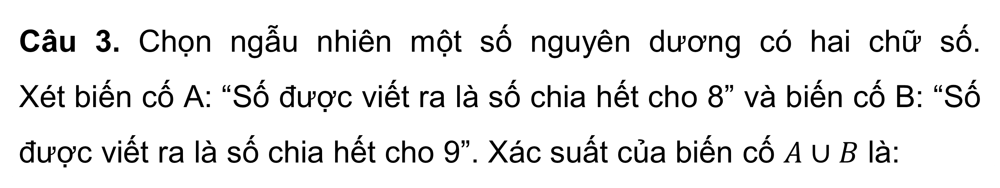 Câu 3. Chọn ngẫu nhiên một số nguyên dương có hai chữ số.
Xét biến cố A: “Số được viết ra là số chia hết cho 8” và biến cố B: “Số
được viết ra là số chia hết cho 9”. Xác suất của biến cố A ∪ B là: